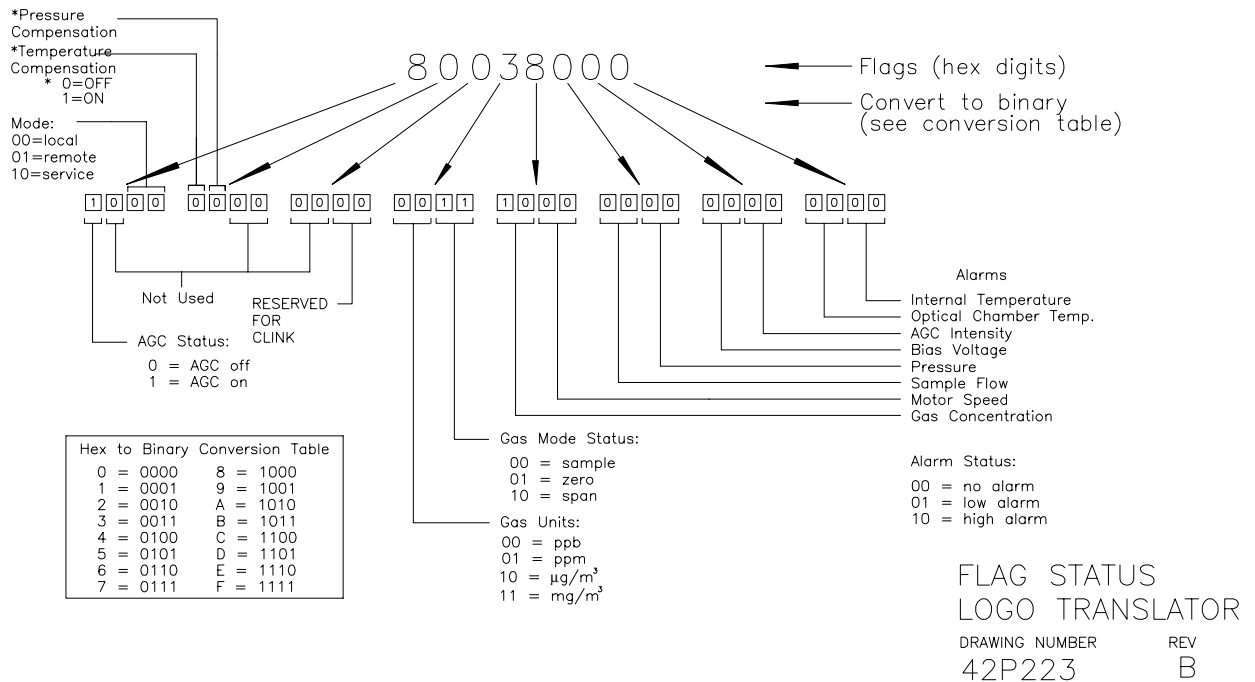 *Pressure
Compensation
*Temperature
Compensation
* 0=OFF
1=ON
Mode:
00=local
01=remote
10=service
80038000
Flags (hex digits)
Convert to binary
(see conversion table)
1 0 0 0 0 0 0 0 0 0 0 0 0 0 1 1 1 0 0 0 0 0 0 0 0 0 0 0 0 0 0 0
Not Used
RESERVED
FOR
CLINK
AGC Status:
0 = AGC off
1 = AGC on
Alarms
Internal Temperature
Optical Chamber Temp.
AGC Intensity
Bias Voltage
Pressure
Sample Flow
Motor Speed
Gas Concentration
Hex to Binary Conversion Table
0 = 0000 8 = 1000
1 = 0001 9 = 1001
2 = 0010 A = 1010
3 = 0011 B = 1011
4 = 0100 C = 1100
5 = 0101 D = 1101
6 = 0110 E = 1110
7 = 0111 F = 1111
Gas Mode Status:
00 = sample
01 = zero
10 = span
Gas Units:
00 = ppb
01 = ppm
10 = μg/m³
11 = mg/m³
Alarm Status:
00 = no alarm
01 = low alarm
10 = high alarm
FLAG STATUS
LOGO TRANSLATOR
DRAWING NUMBER REV
42P223 B